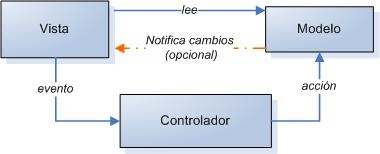 Vista
lee
Modelo
Notifica cambios
(opcional)
evento
acción
Controlador